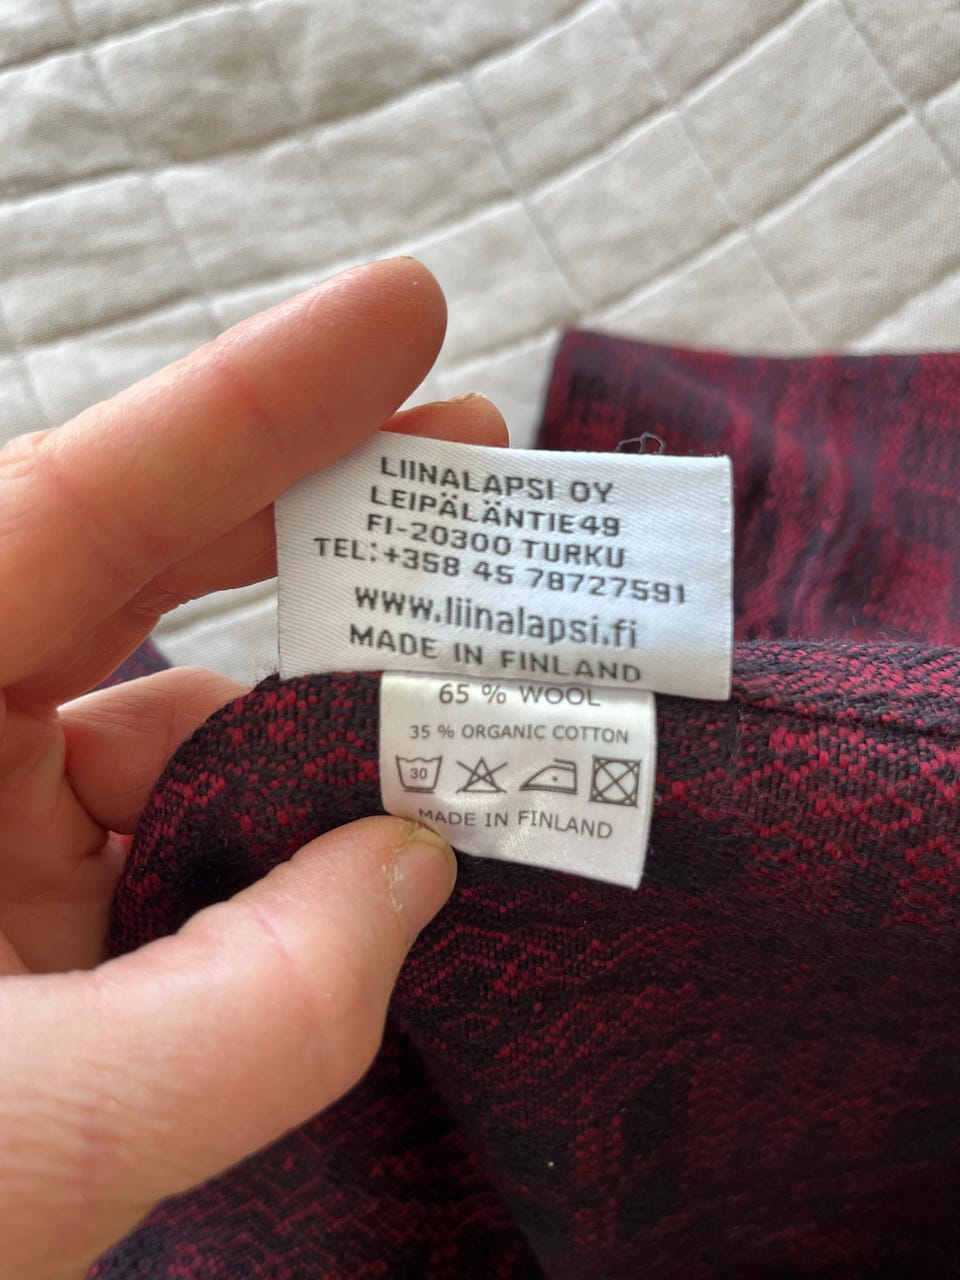 LIINALAPSI OY
LEIPÄLÄNTIE49
FI-20300 TURKU
TEL:+358 45 78727591
www.liinalapsi.fi
MADE IN FINLAND
65 % WOOL
35 % ORGANIC COTTON
30
MADE IN FINLAND